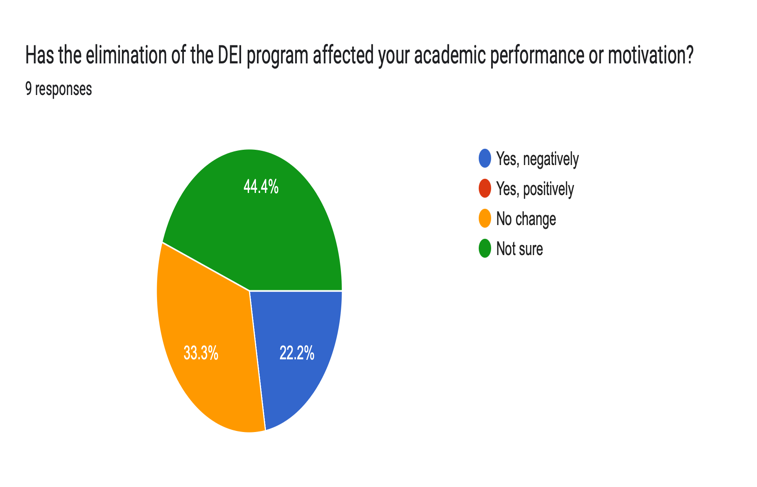 Has the elimination of the DEI program affected your academic performance or motivation?
9 responses
44.4%
33.3%
22.2%
Yes, negatively
Yes, positively
No change
Not sure